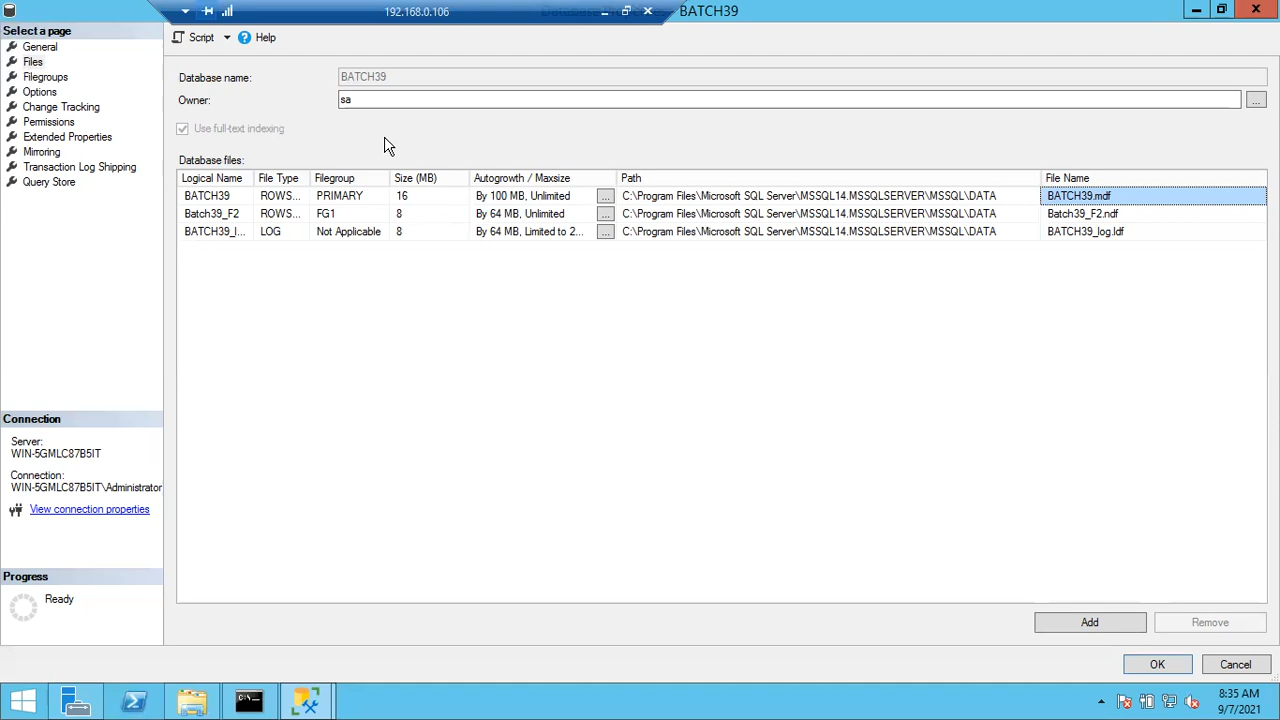 192.168.0.106
BATCH39
Select a page
General
Files
Filegroups
Options
Change Tracking
Permissions
Extended Properties
Mirroring
Transaction Log Shipping
Query Store
Script
Help
Database name:
BATCH39
Owner:
sa
...
Use full-text indexing
Database files:
Logical Name File Type Filegroup Size (MB) Autogrowth / Maxsize Path File Name
BATCH39 ROWS... PRIMARY 16 By 100 MB, Unlimited ... C:\Program Files\Microsoft SQL Server\MSSQL14.MSSQLSERVER\MSSQL\DATA BATCH39.mdf
Batch39_F2 ROWS... FG1 8 By 64 MB, Unlimited ... C:\Program Files\Microsoft SQL Server\MSSQL14.MSSQLSERVER\MSSQL\DATA Batch39_F2.ndf
BATCH39_l... LOG Not Applicable 8 By 64 MB, Limited to 2... ... C:\Program Files\Microsoft SQL Server\MSSQL14.MSSQLSERVER\MSSQL\DATA BATCH39_log.ldf
Connection
Server:
WIN-5GMLC87B5IT
Connection:
WIN-5GMLC87B5IT\Administrator
View connection properties
Progress
Ready
Add
Remove
OK
Cancel
8:35 AM
9/7/2021